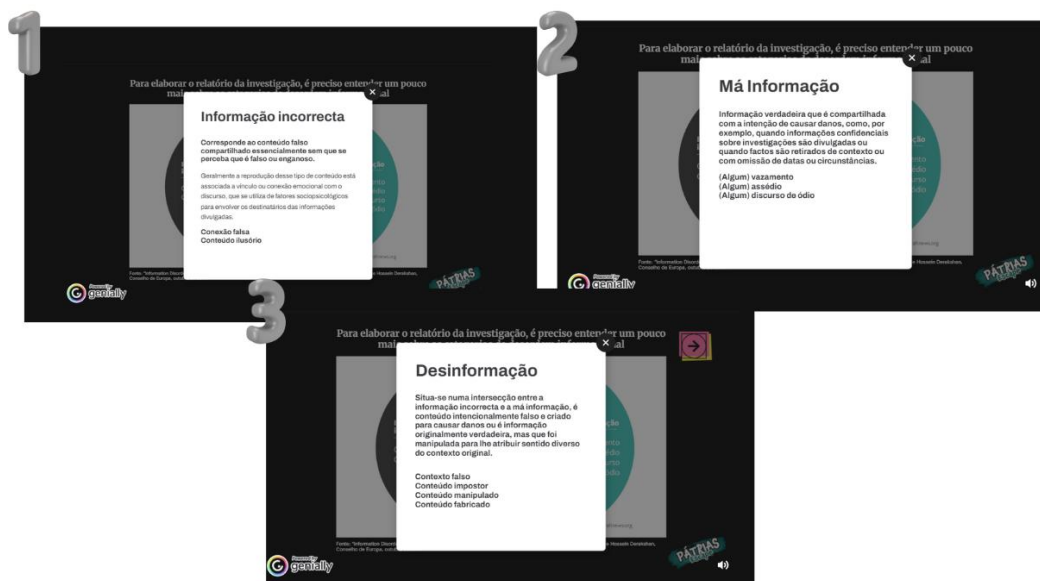 1
Para elaborar o relatório da investigação, é preciso entender um pouco
Informação incorrecta
Corresponde ao conteúdo falso
compartilhado essencialmente sem que se
perceba que é falso ou enganoso.
Geralmente a reprodução desse tipo de conteúdo está
associada a vínculo ou conexão emocional com o
discurso, que se utiliza de fatores sociopsicológicos
para envolver os destinatários das informações
divulgadas.
Conexão falsa
Conteúdo ilusório
Powered by
genially
PÁTRIAS
2
Para elaborar o relatório da investigação, é preciso entender um pouco
Má Informação
Informação verdadeira que é compartilhada
com a intenção de causar danos, como, por
exemplo, quando informações confidenciais
sobre investigações são divulgadas ou
quando factos são retirados de contexto ou
com omissão de datas ou circunstâncias.
(Algum) vazamento
(Algum) assédio
(Algum) discurso de ódio
Powered by
genially
PÁTRIAS
3
Para elaborar o relatório da investigação, é preciso entender um pouco
Desinformação
Situa-se numa intersecção entre a
informação incorrecta e a má informação, é
conteúdo intencionalmente falso e criado
para causar danos ou é informação
originalmente verdadeira, mas que foi
manipulada para lhe atribuir sentido diverso
do contexto original.
Contexto falso
Conteúdo impostor
Conteúdo manipulado
Conteúdo fabricado
Powered by
genially
PÁTRIAS